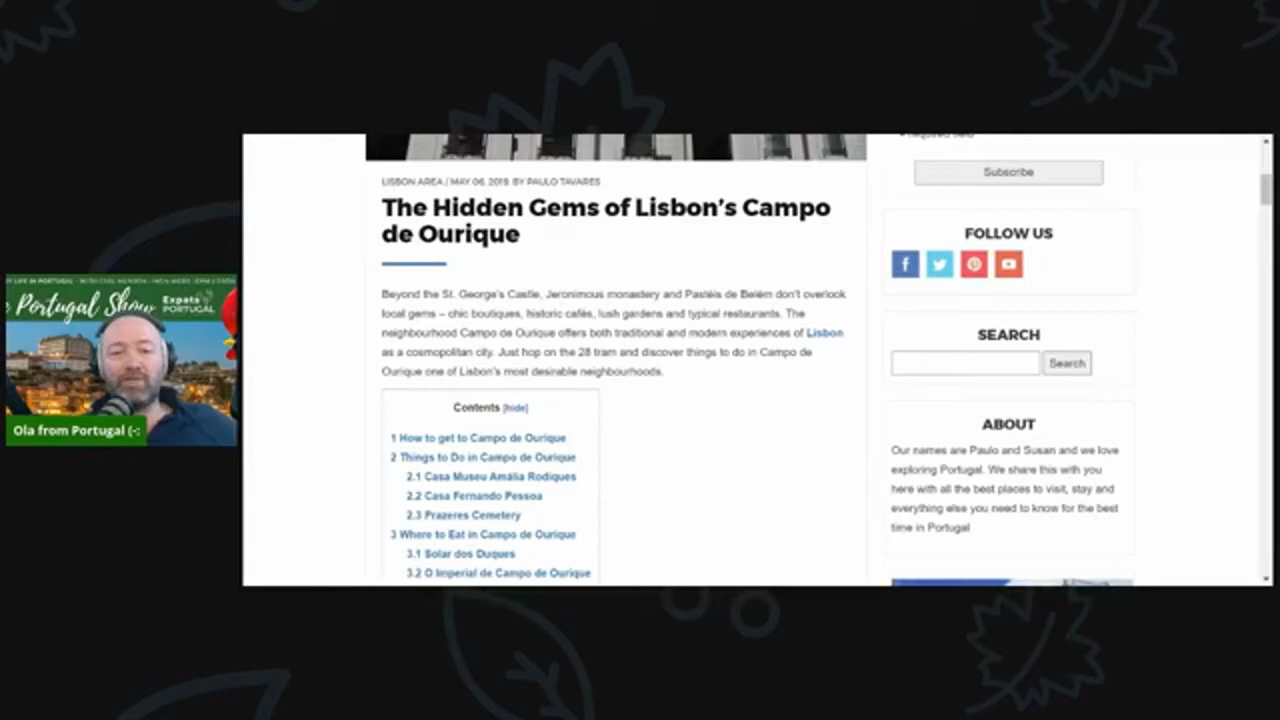 Portugal Show
Expats
PORTUGAL
Ola from Portugal (-:
LISBON AREA / MAY 06, 2019 BY PAULO TAVARES
The Hidden Gems of Lisbon's Campo
de Ourique
Beyond the St. George's Castle, Jeronimous monastery and Pastéis de Belém don't overlook
local gems – chic boutiques, historic cafés, lush gardens and typical restaurants. The
neighbourhood Campo de Ourique offers both traditional and modern experiences of Lisbon
as a cosmopolitan city. Just hop on the 28 tram and discover things to do in Campo de
Ourique one of Lisbon's most desirable neighbourhoods.
Contents [hide]
1 How to get to Campo de Ourique
2 Things to Do in Campo de Ourique
2.1 Casa Museu Amália Rodiques
2.2 Casa Fernando Pessoa
2.3 Prazeres Cemetery
3 Where to Eat in Campo de Ourique
3.1 Solar dos Duques
3.2 O Imperial de Campo de Ourique
Subscribe
FOLLOW US
SEARCH
Search
ABOUT
Our names are Paulo and Susan and we love
exploring Portugal. We share this with you
here with all the best places to visit, stay and
everything else you need to know for the best
time in Portugal